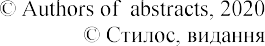 © Authors of abstracts, 2020
© Стилос, видання